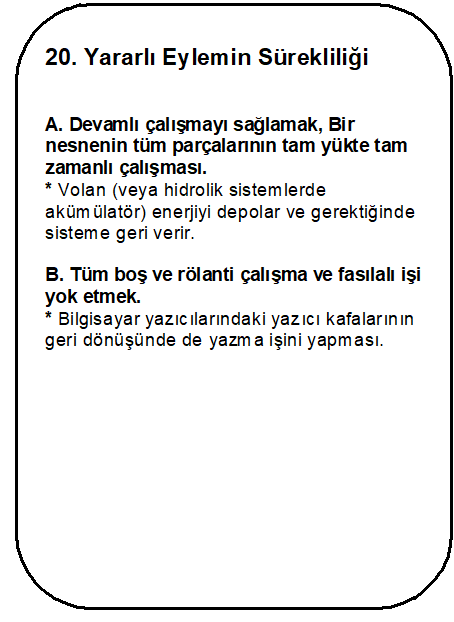 20. Yararlı Eylemin Sürekliliği
A. Devamlı çalışmayı sağlamak, Bir
nesnenin tüm parçalarının tam yükte tam
zamanlı çalışması.
* Volan (veya hidrolik sistemlerde
akümülatör) enerjiyi depolar ve gerektiğinde
sisteme geri verir.
B. Tüm boş ve rölanti çalışma ve fasılalı işi
yok etmek.
* Bilgisayar yazıcılarındaki yazıcı kafalarının
geri dönüşünde de yazma işini yapması.